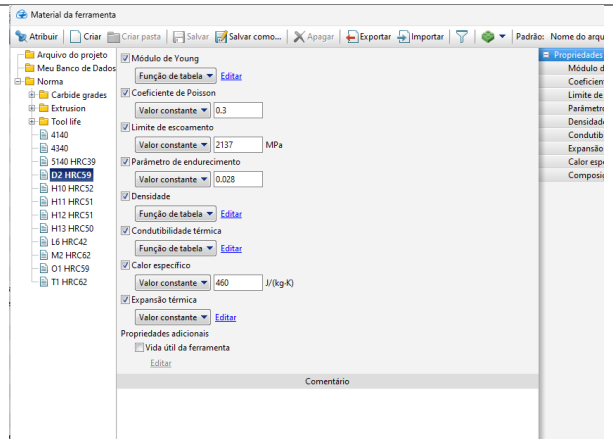 Material da ferramenta
Atribuir Criar Criar pasta Salvar Salvar como... Apagar Exportar Importar Padrão: Nome do arqu
Arquivo do projeto
Meu Banco de Dados
Norma
Carbide grades
Extrusion
Tool life
4140
4340
5140 HRC39
D2 HRC59
H10 HRC52
H11 HRC51
H12 HRC51
H13 HRC50
L6 HRC42
M2 HRC62
O1 HRC59
T1 HRC62
Módulo de Young
Função de tabela Editar
Coeficiente de Poisson
Valor constante 0.3
Limite de escoamento
Valor constante 2137 MPa
Parâmetro de endurecimento
Valor constante 0.028
Densidade
Função de tabela Editar
Condutibilidade térmica
Função de tabela Editar
Calor específico
Valor constante 460 J/(kg·K)
Expansão térmica
Valor constante Editar
Propriedades adicionais
Vida útil da ferramenta
Editar
Comentário
Propriedades
Módulo d
Coeficien
Limite de
Parâmetr
Densidad
Condutib
Expansão
Calor espe
Composiç